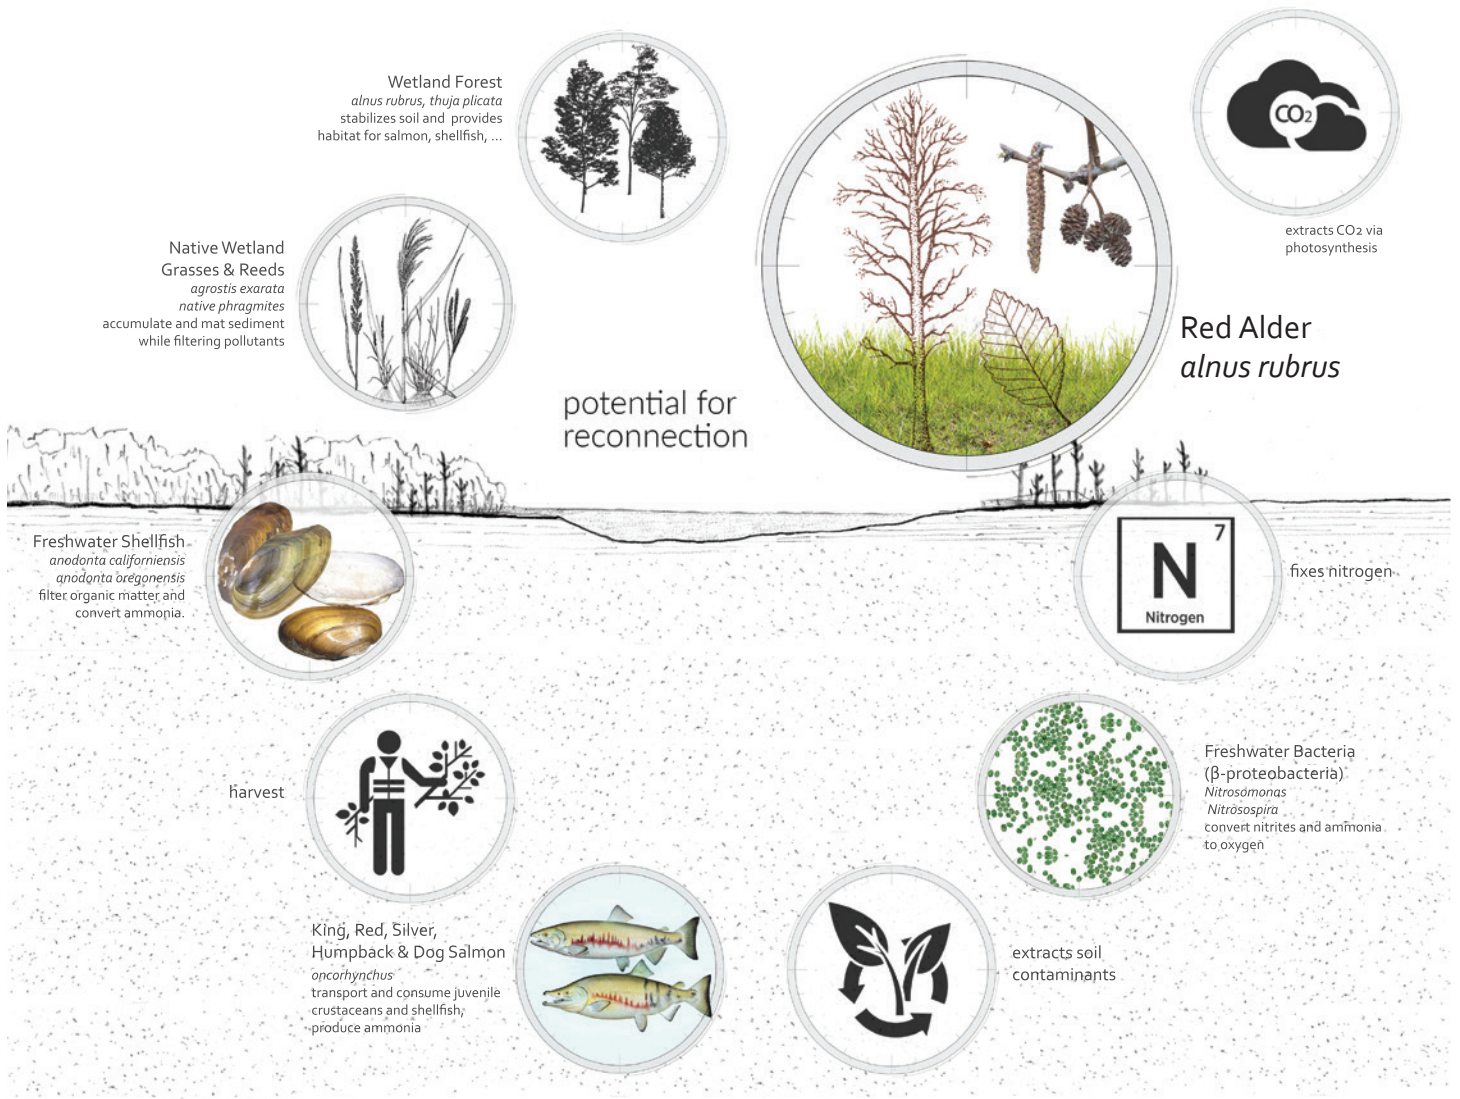 Wetland Forest
alnus rubrus, thuja plicata
stabilizes soil and provides
habitat for salmon, shellfish, ...
CO2
extracts CO2 via
photosynthesis
Native Wetland
Grasses & Reeds
agrostis exarata
native phragmites
accumulate and mat sediment
while filtering pollutants
Red Alder
alnus rubrus
potential for
reconnection
Freshwater Shellfish
anodonta californiensis
anodonta oregonensis
filter organic matter and
convert ammonia.
7
N
Nitrogen
fixes nitrogen
harvest
Freshwater Bacteria
(β-proteobacteria)
Nitrosomonas
Nitrosospira
convert nitrites and ammonia
to oxygen
King, Red, Silver,
Humpback & Dog Salmon
oncorhynchus
transport and consume juvenile
crustaceans and shellfish,
produce ammonia
extracts soil
contaminants